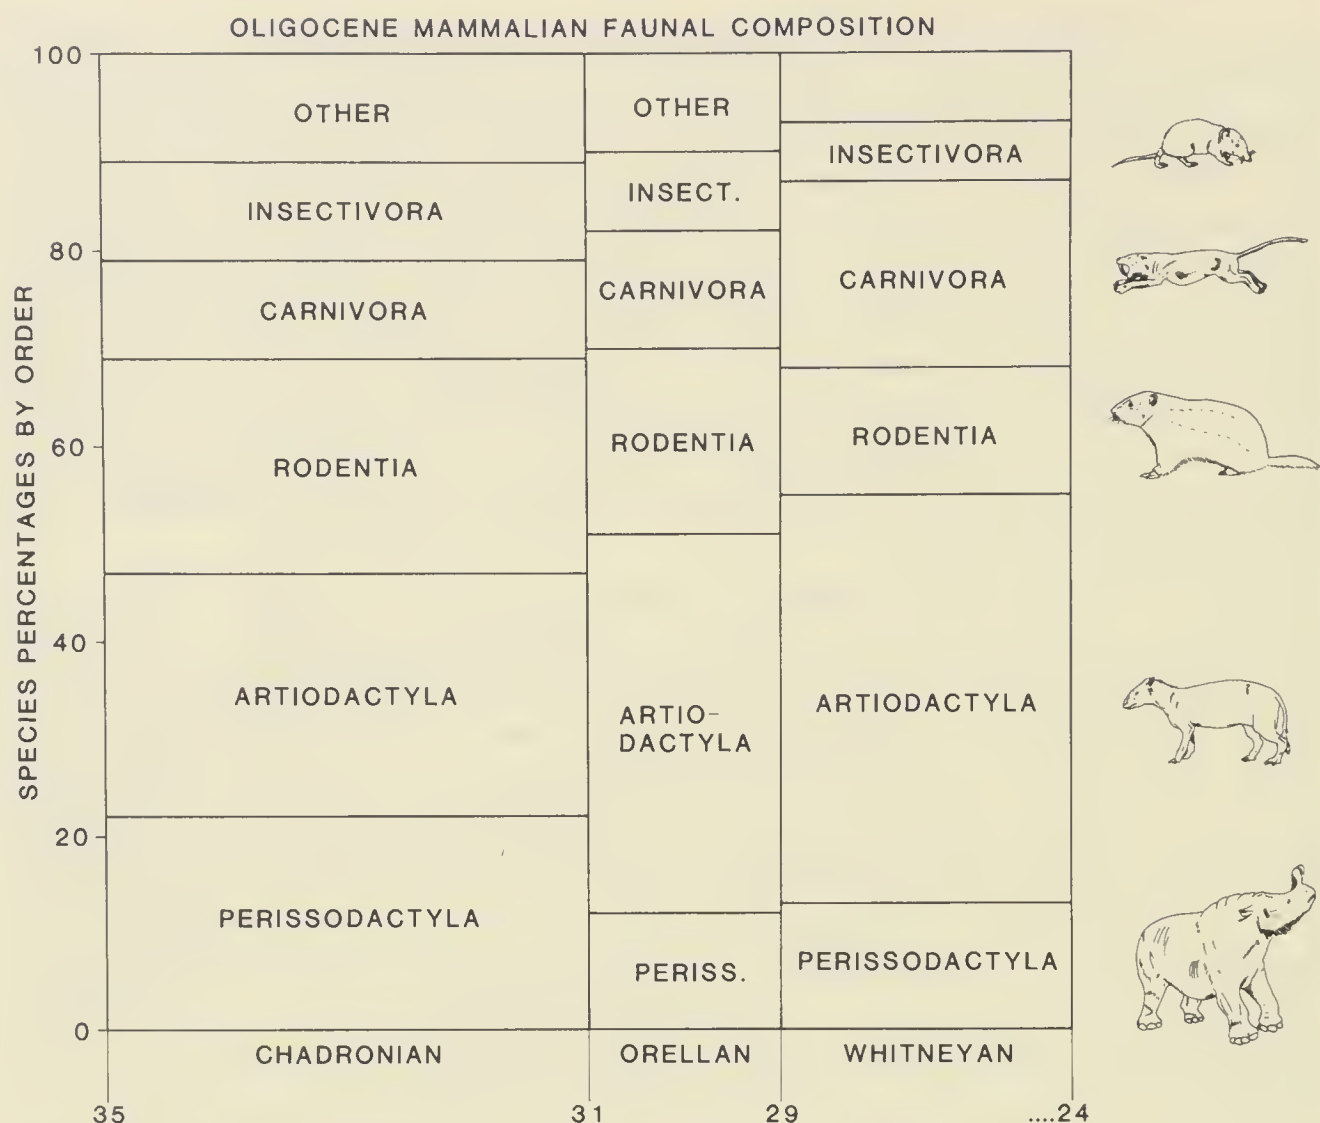 OLIGOCENE MAMMALIAN FAUNAL COMPOSITION
SPECIES PERCENTAGES BY ORDER
100
80
60
40
20
0
OTHER
INSECTIVORA
CARNIVORA
RODENTIA
ARTIODACTYLA
PERISSODACTYLA
OTHER
INSECT.
CARNIVORA
RODENTIA
ARTIO-
DACTYLA
PERISS.
INSECTIVORA
CARNIVORA
RODENTIA
ARTIODACTYLA
PERISSODACTYLA
CHADRONIAN
ORELLAN
WHITNEYAN
35
31
29
....24